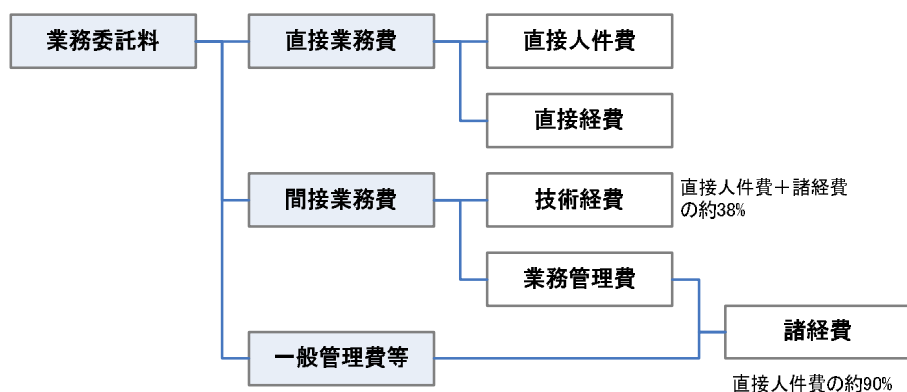 業務委託料
直接業務費
直接人件費
直接経費
間接業務費
技術経費
直接人件費＋諸経費
の約38%
業務管理費
諸経費
一般管理費等
直接人件費の約90%